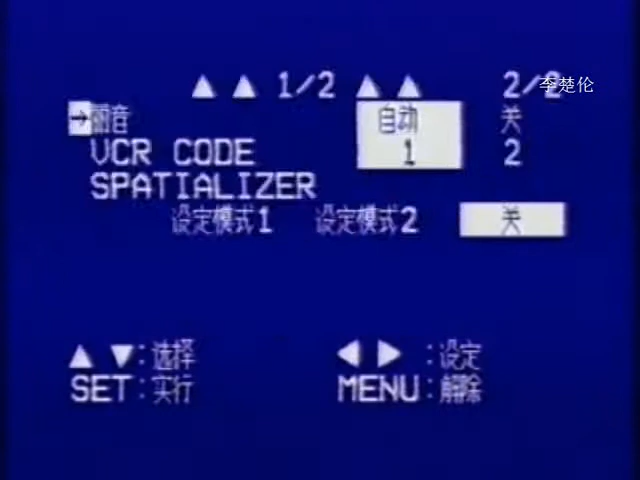 ▲ ▲ 1/2 ▲ ▲ 2/2
李楚伦
→丽音 自动 关
VCR CODE 1 2
SPATIALIZER
设定模式1 设定模式2 关
▲ ▼:选择 ◀ ▶ :设定
SET:实行 MENU:解除